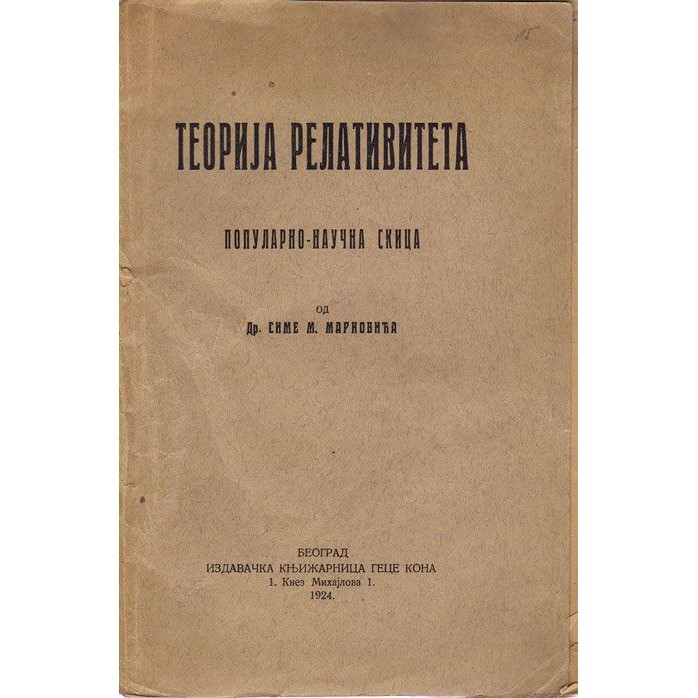 15
ТЕОРИЈА РЕЛАТИВИТЕТА
ПОПУЛАРНО-НАУЧНА СКИЦА
ОД
Др. СИМЕ М. МАРКОВИЋА
БЕОГРАД
ИЗДАВАЧКА КЊИЖАРНИЦА ГЕЦЕ КОНА
1. Кнез Михајлова 1.
1924.